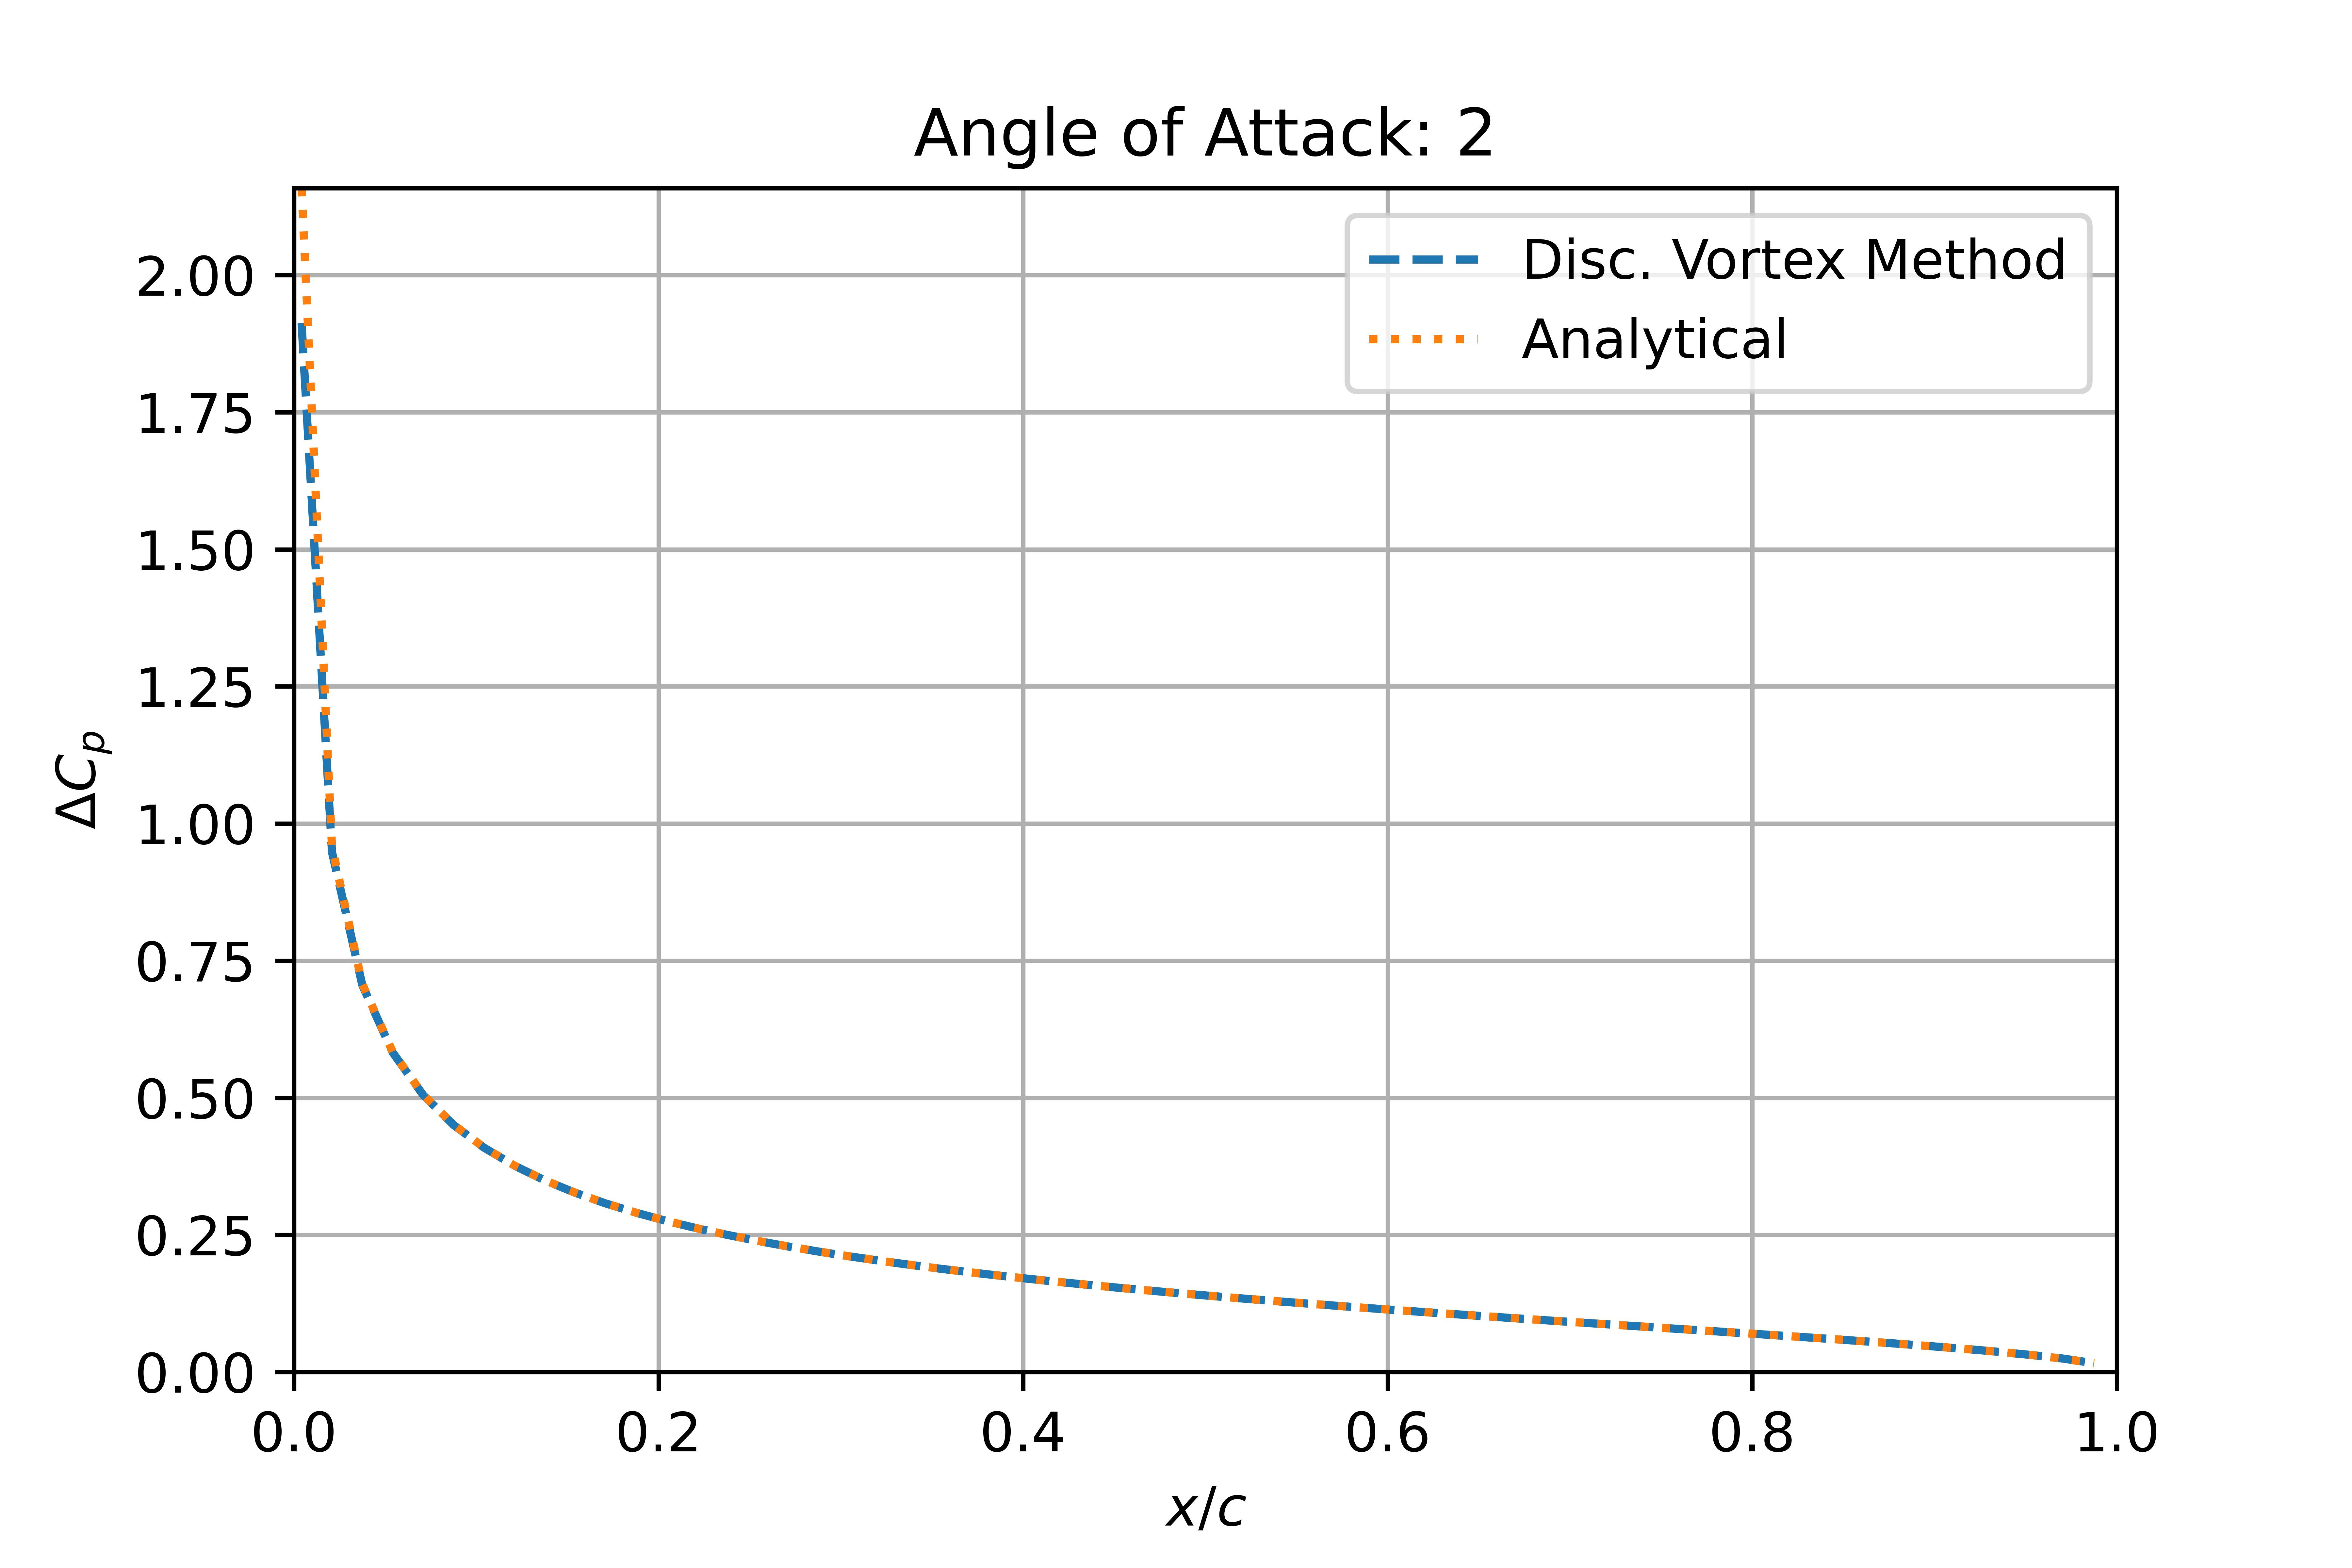 Angle of Attack: 2
Disc. Vortex Method
Analytical
2.00
1.75
1.50
1.25
1.00
0.75
0.50
0.25
0.00
ΔCp
0.0 0.2 0.4 0.6 0.8 1.0
x/c